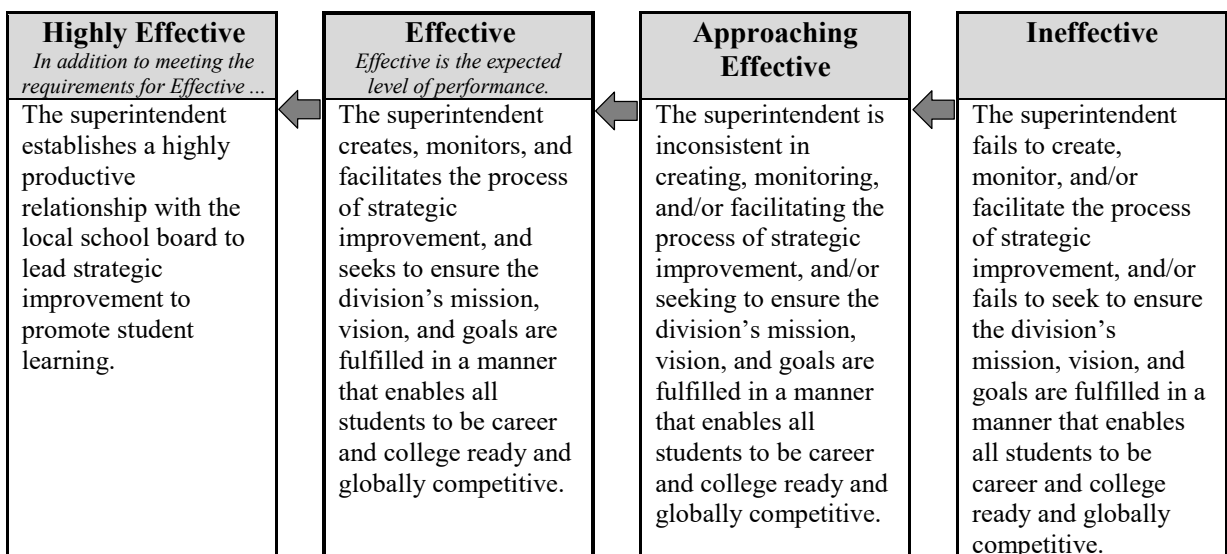 Highly Effective
In addition to meeting the
requirements for Effective ...
The superintendent
establishes a highly
productive
relationship with the
local school board to
lead strategic
improvement to
promote student
learning.
Effective
Effective is the expected
level of performance.
The superintendent
creates, monitors, and
facilitates the process
of strategic
improvement, and
seeks to ensure the
division’s mission,
vision, and goals are
fulfilled in a manner
that enables all
students to be career
and college ready and
globally competitive.
Approaching
Effective
The superintendent is
inconsistent in
creating, monitoring,
and/or facilitating the
process of strategic
improvement, and/or
seeking to ensure the
division’s mission,
vision, and goals are
fulfilled in a manner
that enables all
students to be career
and college ready and
globally competitive.
Ineffective
The superintendent
fails to create,
monitor, and/or
facilitate the process
of strategic
improvement, and/or
fails to seek to ensure
the division’s
mission, vision, and
goals are fulfilled in a
manner that enables
all students to be
career and college
ready and globally
competitive.